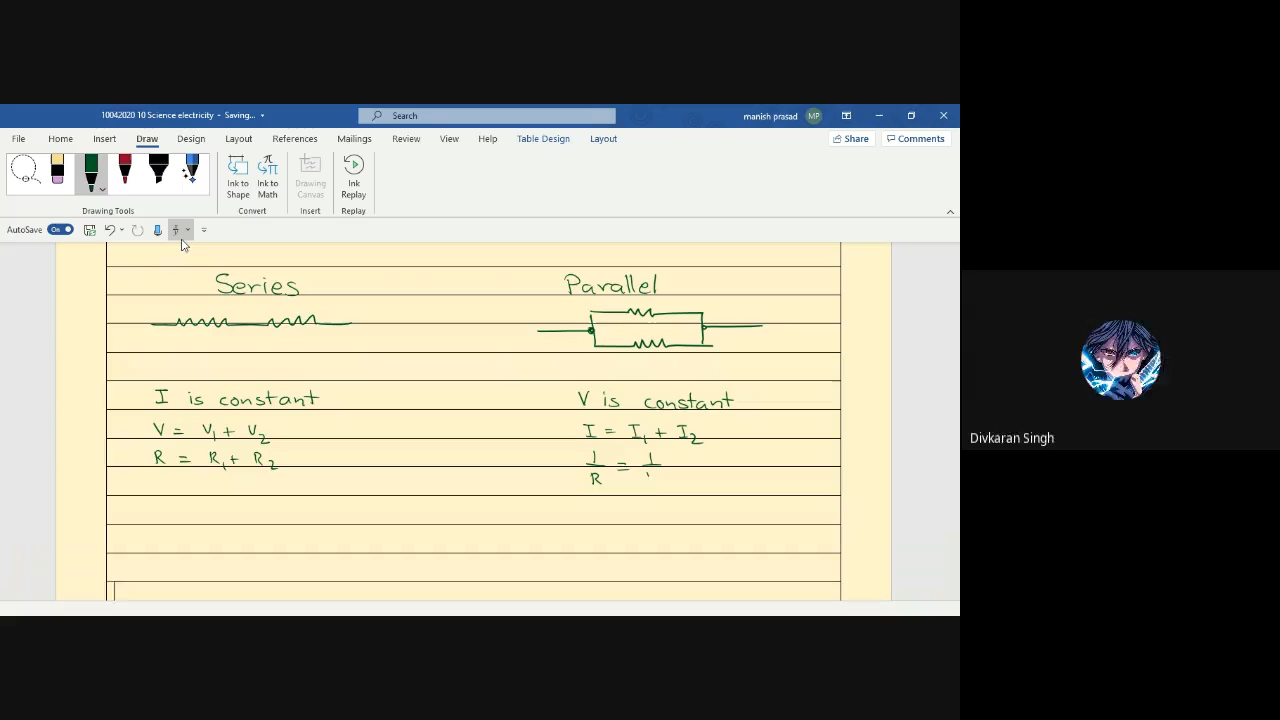 10042020 10 Science electricity - Saving...
Search
manish prasad MP
File Home Insert Draw Design Layout References Mailings Review View Help Table Design Layout
Share Comments
Ink to Shape
Ink to Math
Drawing Canvas
Ink Replay
Drawing Tools Convert Insert Replay
AutoSave On
Series Parallel
I is constant
V = V₁ + V₂
R = R₁ + R₂
V is constant
I = I₁ + I₂
1/R = 1
Divkaran Singh